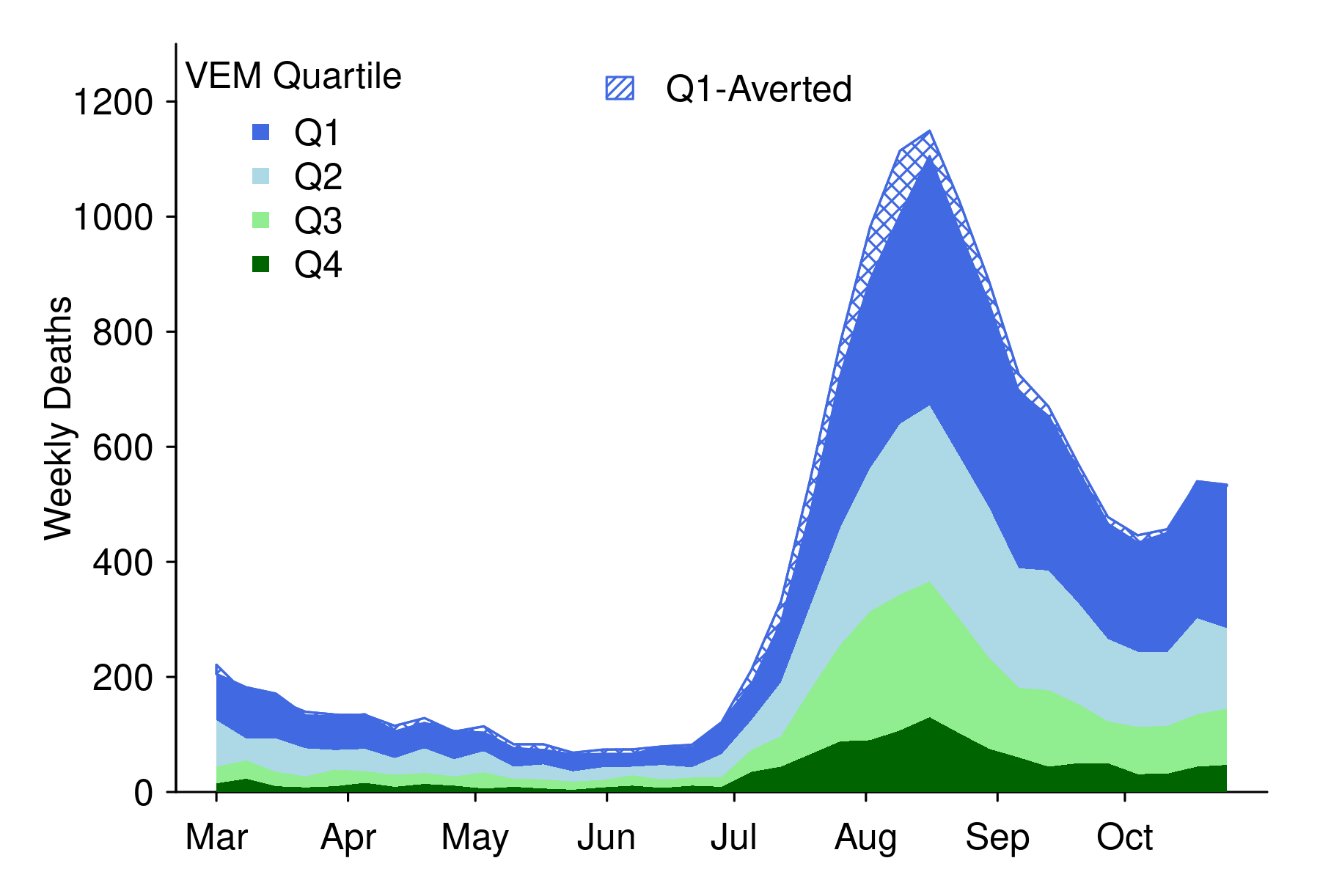 VEM Quartile
Q1
Q2
Q3
Q4
Q1-Averted
Weekly Deaths
1200
1000
800
600
400
200
0
Mar Apr May Jun Jul Aug Sep Oct